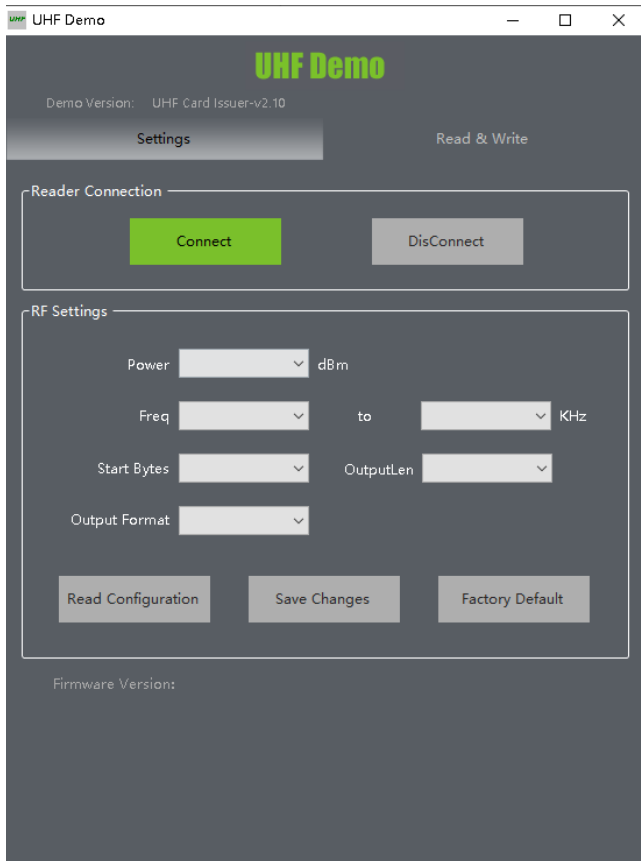 UHF UHF Demo
UHF Demo
Demo Version: UHF Card Issuer-v2.10
Settings Read & Write
Reader Connection
Connect DisConnect
RF Settings
Power dBm
Freq to KHz
Start Bytes OutputLen
Output Format
Read Configuration Save Changes Factory Default
Firmware Version: